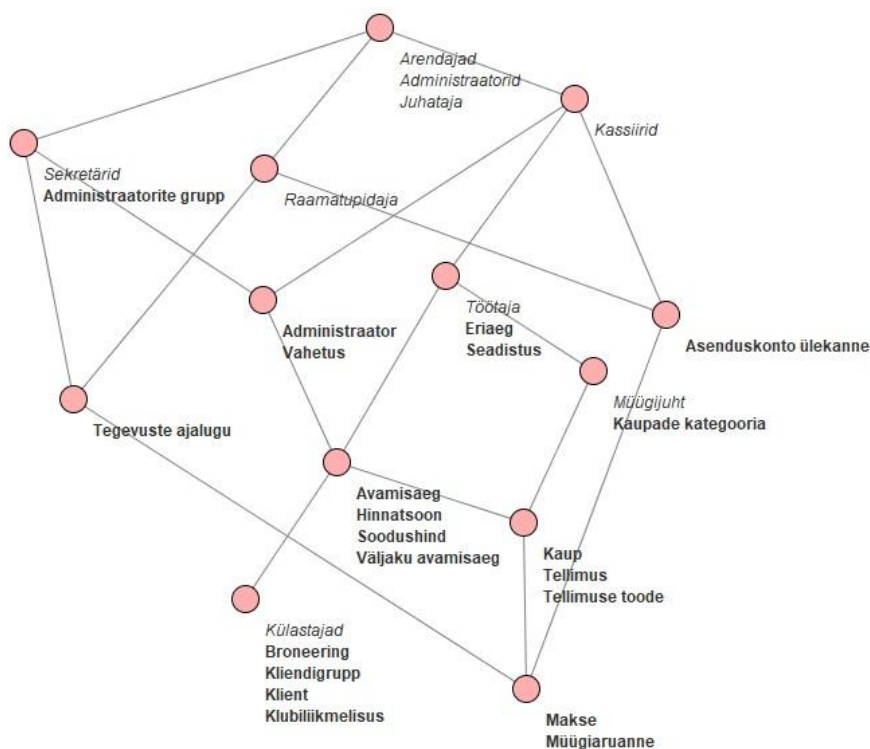 Arendajad
Administraatorid
Juhataja
Kassiirid
Sekretärid
Administraatorite grupp
Raamatupidaja
Töötaja
Eriaeg
Seadistus
Administraator
Vahetus
Asenduskonto ülekanne
Müügijuht
Kaupade kategooria
Tegevuste ajalugu
Avamisaeg
Hinnatsoon
Soodushind
Väljaku avamisaeg
Kaup
Tellimus
Tellimuse toode
Külastajad
Broneering
Kliendigrupp
Klient
Klubiliikmelisus
Makse
Müügiaruanne